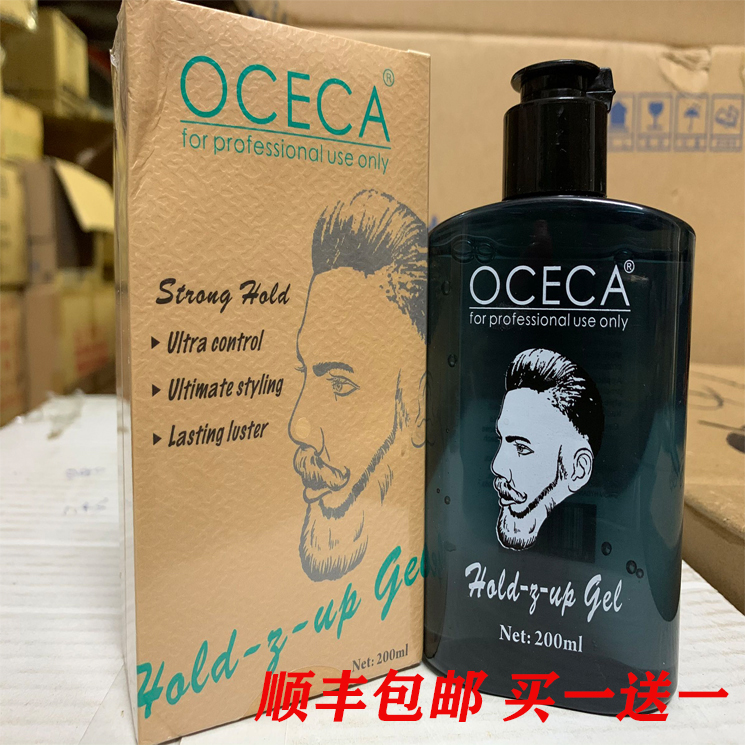 OCECA®
for professional use only
Strong Hold
Ultra control
Ultimate styling
Lasting luster
Hold-z-up Gel
Net: 200ml
OCECA®
for professional use only
Hold-z-up Gel
Net: 200ml
顺丰包邮 买一送一